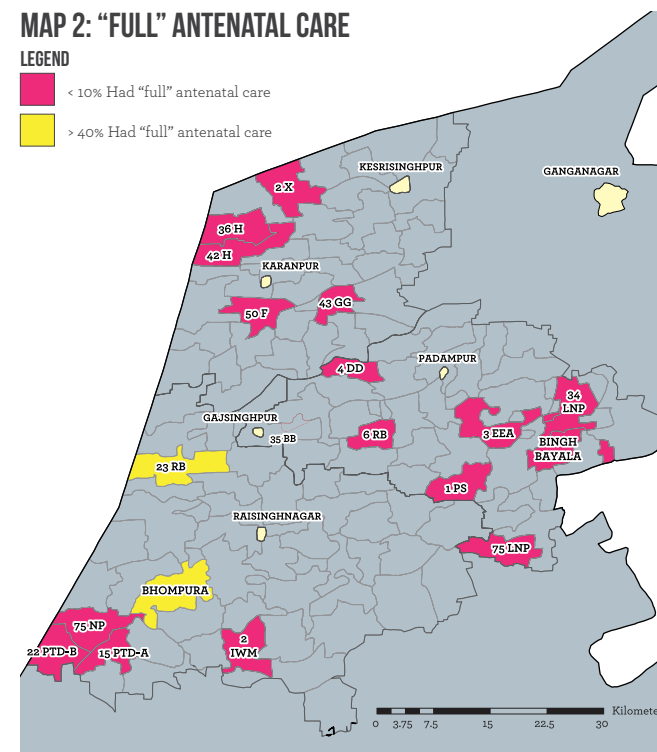 MAP 2: “FULL” ANTENATAL CARE
LEGEND
< 10% Had “full” antenatal care
> 40% Had “full” antenatal care
KESRISINGHPUR
GANGANAGAR
2 X
36 H
42 H
KARANPUR
43 GG
50 F
PADAMPUR
4 DD
34
LNP
GAJSINGHPUR
35 BB
6 RB
3 EEA
BINGH
BAYALA
23 RB
1 PS
RAISINGHNAGAR
75 LNP
BHOMPURA
75 NP
22 PTD-B
15 PTD-A
2
IWM
Kilomete
0 3.75 7.5 15 22.5 30